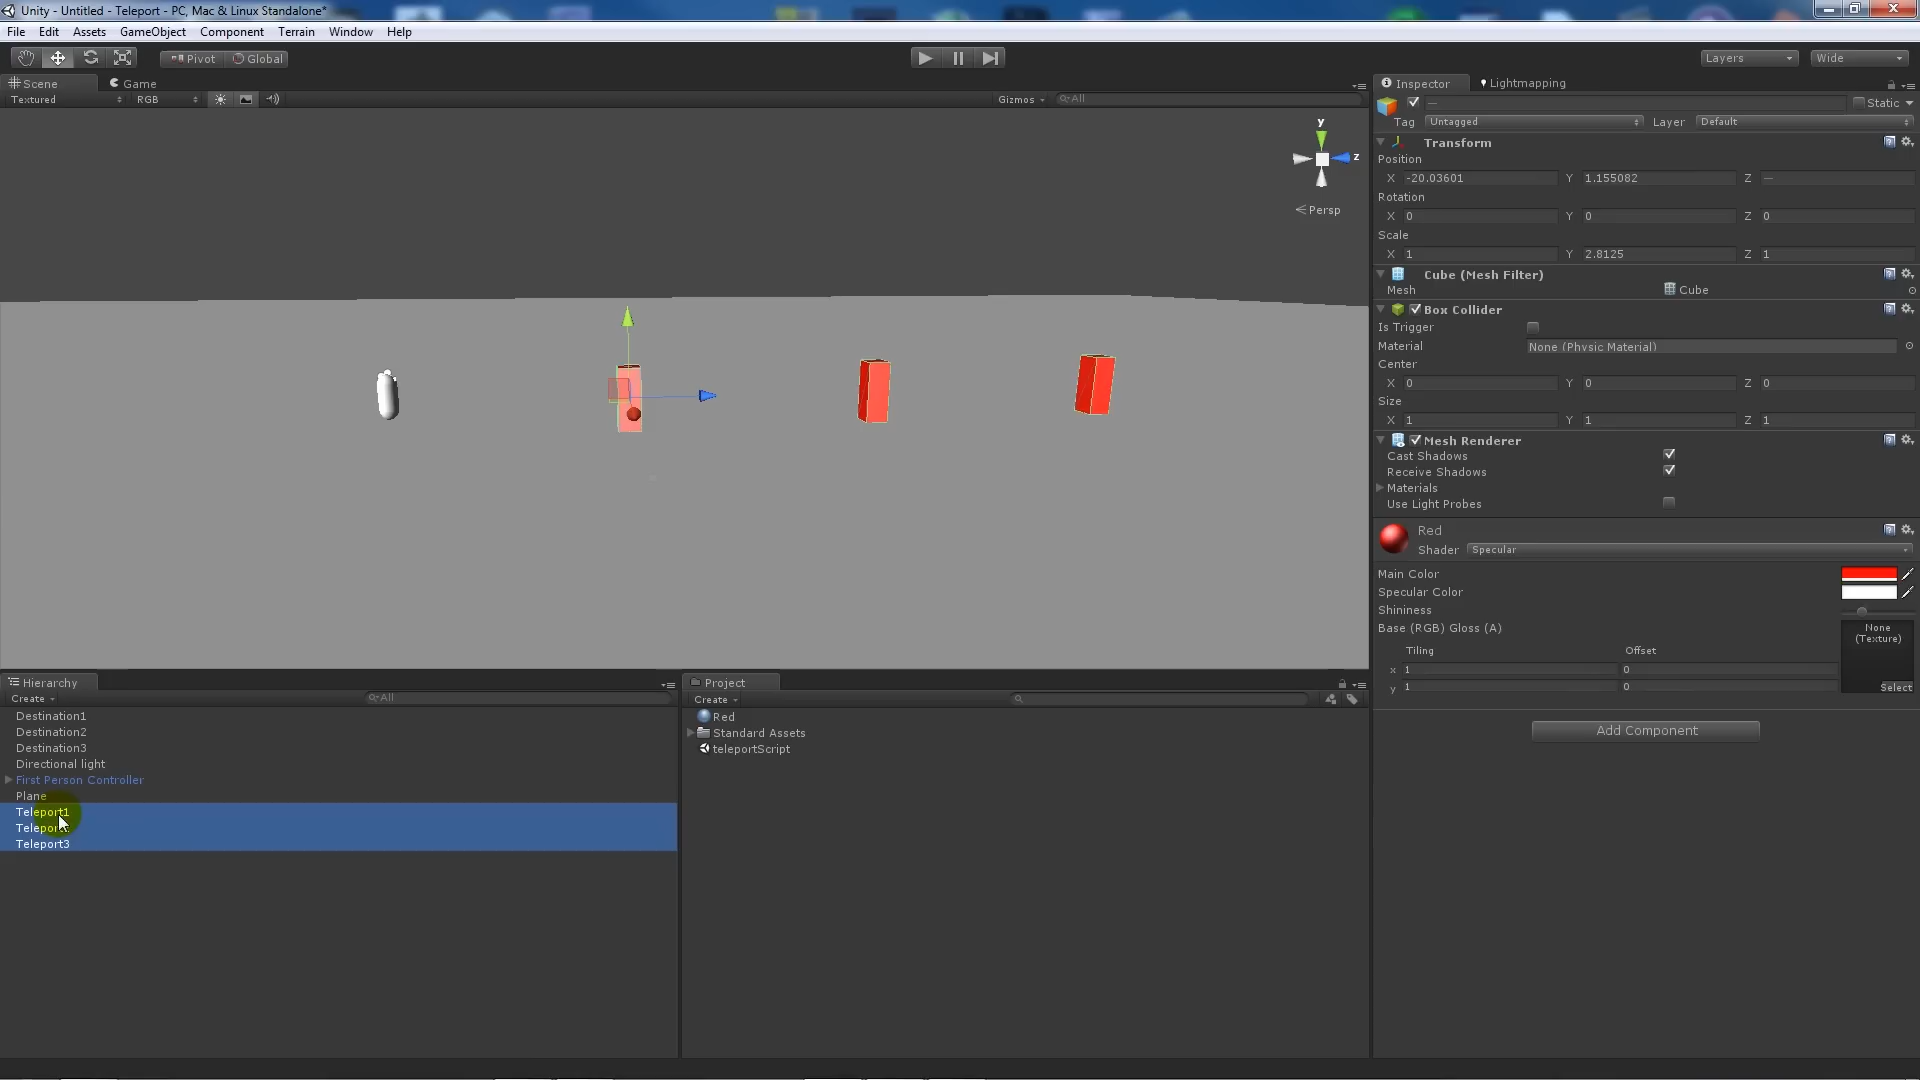 Unity - Untitled - Teleport - PC, Mac & Linux Standalone*
File Edit Assets GameObject Component Terrain Window Help
Pivot Global Layers Wide
Scene Game
Textured RGB Gizmos All
y
z
Persp
Inspector Lightmapping
— Static
Tag Untagged Layer Default
Transform
Position
X -20.03601 Y 1.155082 Z —
Rotation
X 0 Y 0 Z 0
Scale
X 1 Y 2.8125 Z 1
Cube (Mesh Filter)
Mesh Cube
Box Collider
Is Trigger
Material None (Physic Material)
Center
X 0 Y 0 Z 0
Size
X 1 Y 1 Z 1
Mesh Renderer
Cast Shadows
Receive Shadows
Materials
Use Light Probes
Red
Shader Specular
Main Color
Specular Color
Shininess
Base (RGB) Gloss (A)
None
(Texture)
Tiling Offset
x 1 0
y 1 0
Select
Add Component
Hierarchy
Create All
Destination1
Destination2
Destination3
Directional light
First Person Controller
Plane
Teleport1
Teleport3
Project
Create
Red
Standard Assets
teleportScript